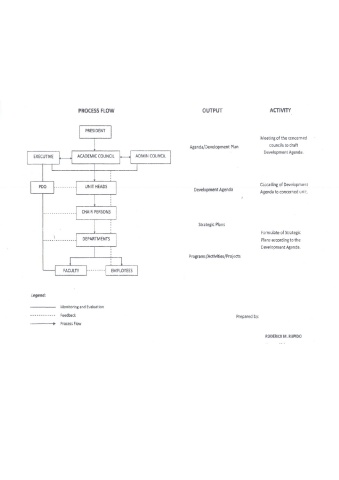 PROCESS FLOW
OUTPUT
ACTIVITY
PRESIDENT
EXECUTIVE
ACADEMIC COUNCIL
ADMIN-COUNCIL
Agenda/Development Plan
Meeting of the concerned
councils to draft
Development Agenda.
PDO
UNIT HEADS
Development Agenda
Cascading of Development
Agenda to concerned unit.
CHAIR PERSONS
Strategic Plans
DEPARTMENTS
Programs/Activities/Projects
Formulate of Strategic
Plans according to the
Development Agenda.
FACULTY
EMPLOYEES
Legend:
Monitoring and Evaluation
Feedback
Process Flow
Prepared by:
RODERICK M.